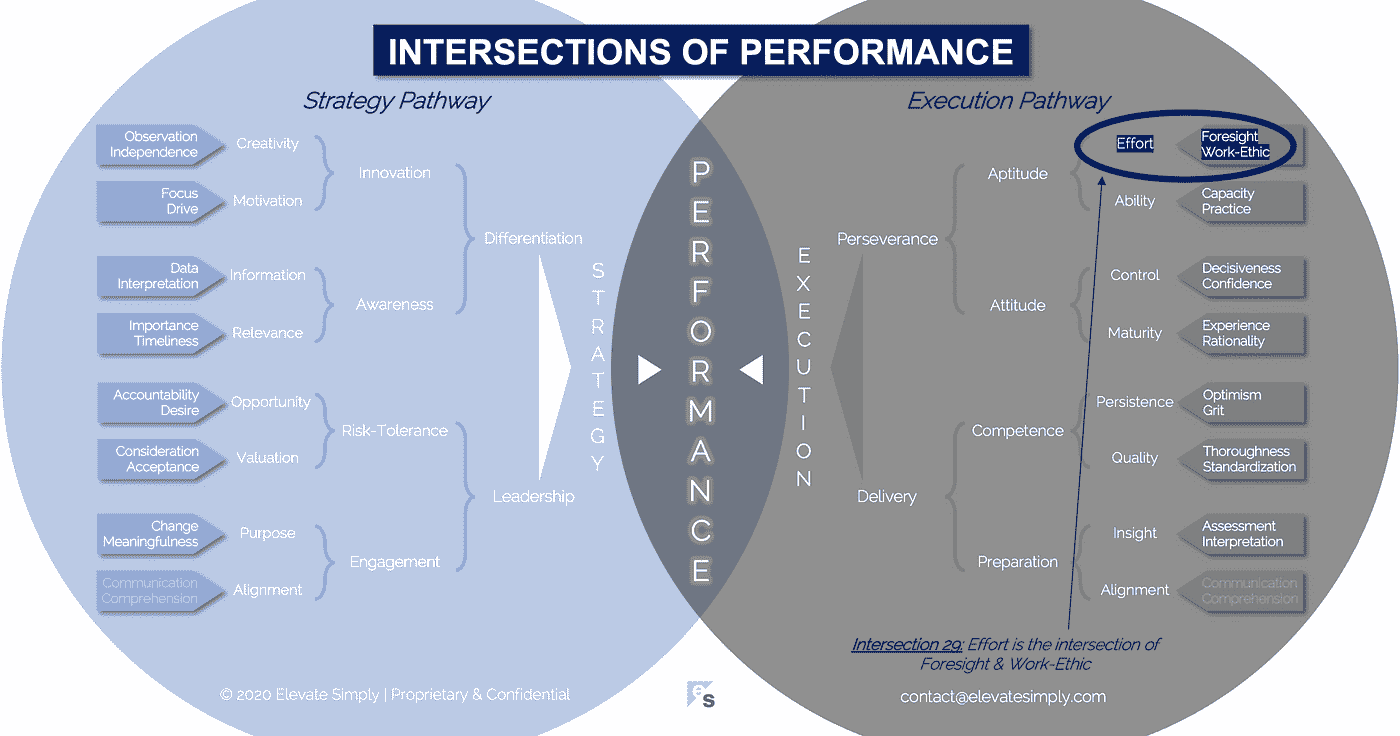 INTERSECTIONS OF PERFORMANCE
Strategy Pathway
Observation
Independence
Creativity
Focus
Drive
Motivation
Innovation
Data
Interpretation
Information
Importance
Timeliness
Relevance
Awareness
Differentiation
Accountability
Desire
Opportunity
Consideration
Acceptance
Valuation
Risk-Tolerance
Change
Meaningfulness
Purpose
Communication
Comprehension
Alignment
Engagement
Leadership
STRATEGY
PERFORMANCE
EXECUTION
Execution Pathway
Effort
Foresight
Work-Ethic
Aptitude
Ability
Capacity
Practice
Perseverance
Control
Decisiveness
Confidence
Attitude
Maturity
Experience
Rationality
Persistence
Optimism
Grit
Competence
Quality
Thoroughness
Standardization
Delivery
Insight
Assessment
Interpretation
Preparation
Alignment
Communication
Comprehension
Intersection 29: Effort is the intersection of
Foresight & Work-Ethic
© 2020 Elevate Simply | Proprietary & Confidential
es
contact@elevatesimply.com